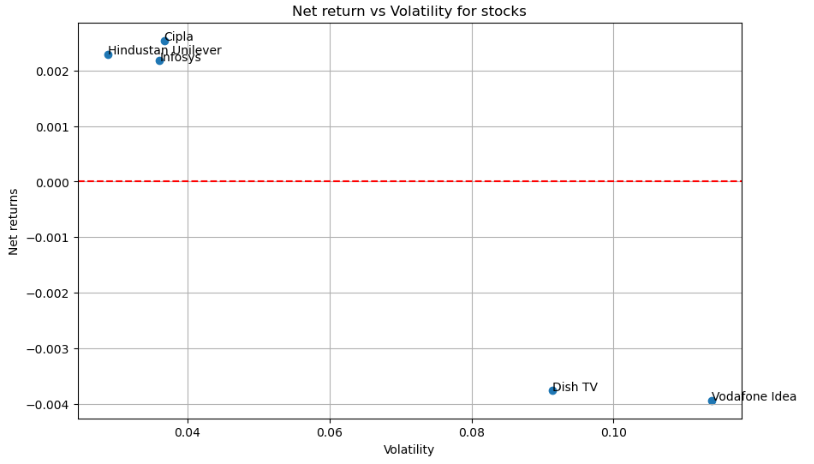 Net return vs Volatility for stocks
Net returns
0.002
0.001
0.000
−0.001
−0.002
−0.003
−0.004
Cipla
Hindustan Unilever
Infosys
Dish TV
Vodafone Idea
0.04
0.06
0.08
0.10
Volatility